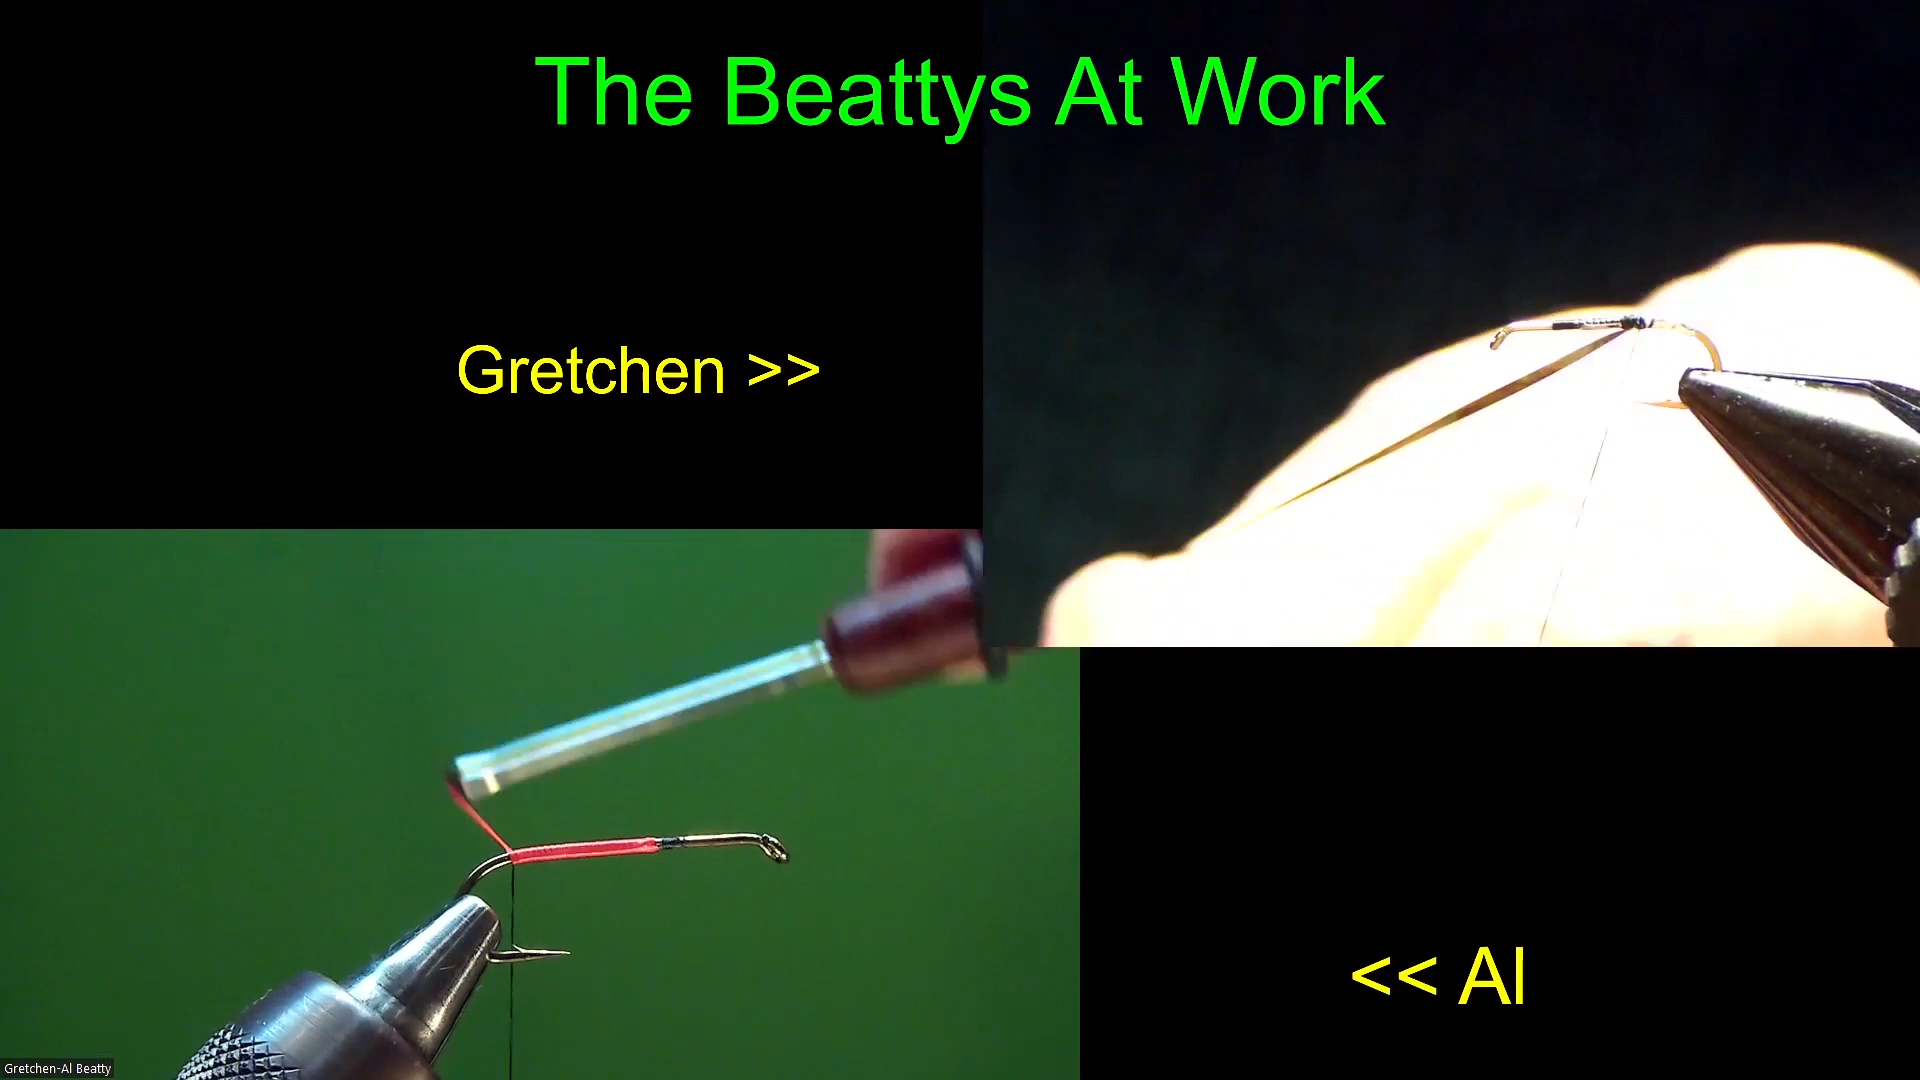 The Beattys At Work
Gretchen >>
<< Al
Gretchen-Al Beatty